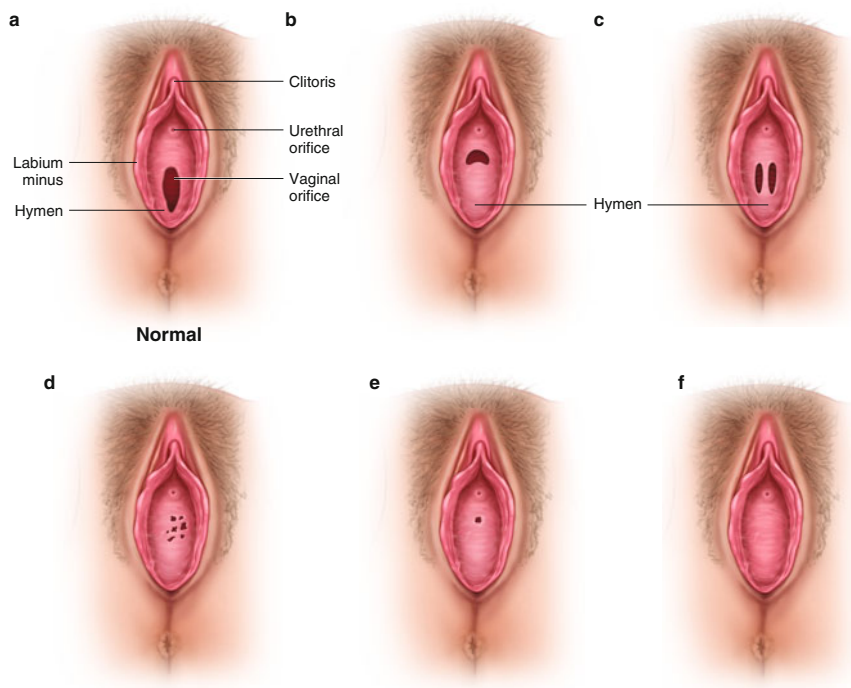 a
b
c
Clitoris
Urethral
orifice
Labium
minus
Vaginal
orifice
Hymen
Hymen
Normal
d
e
f